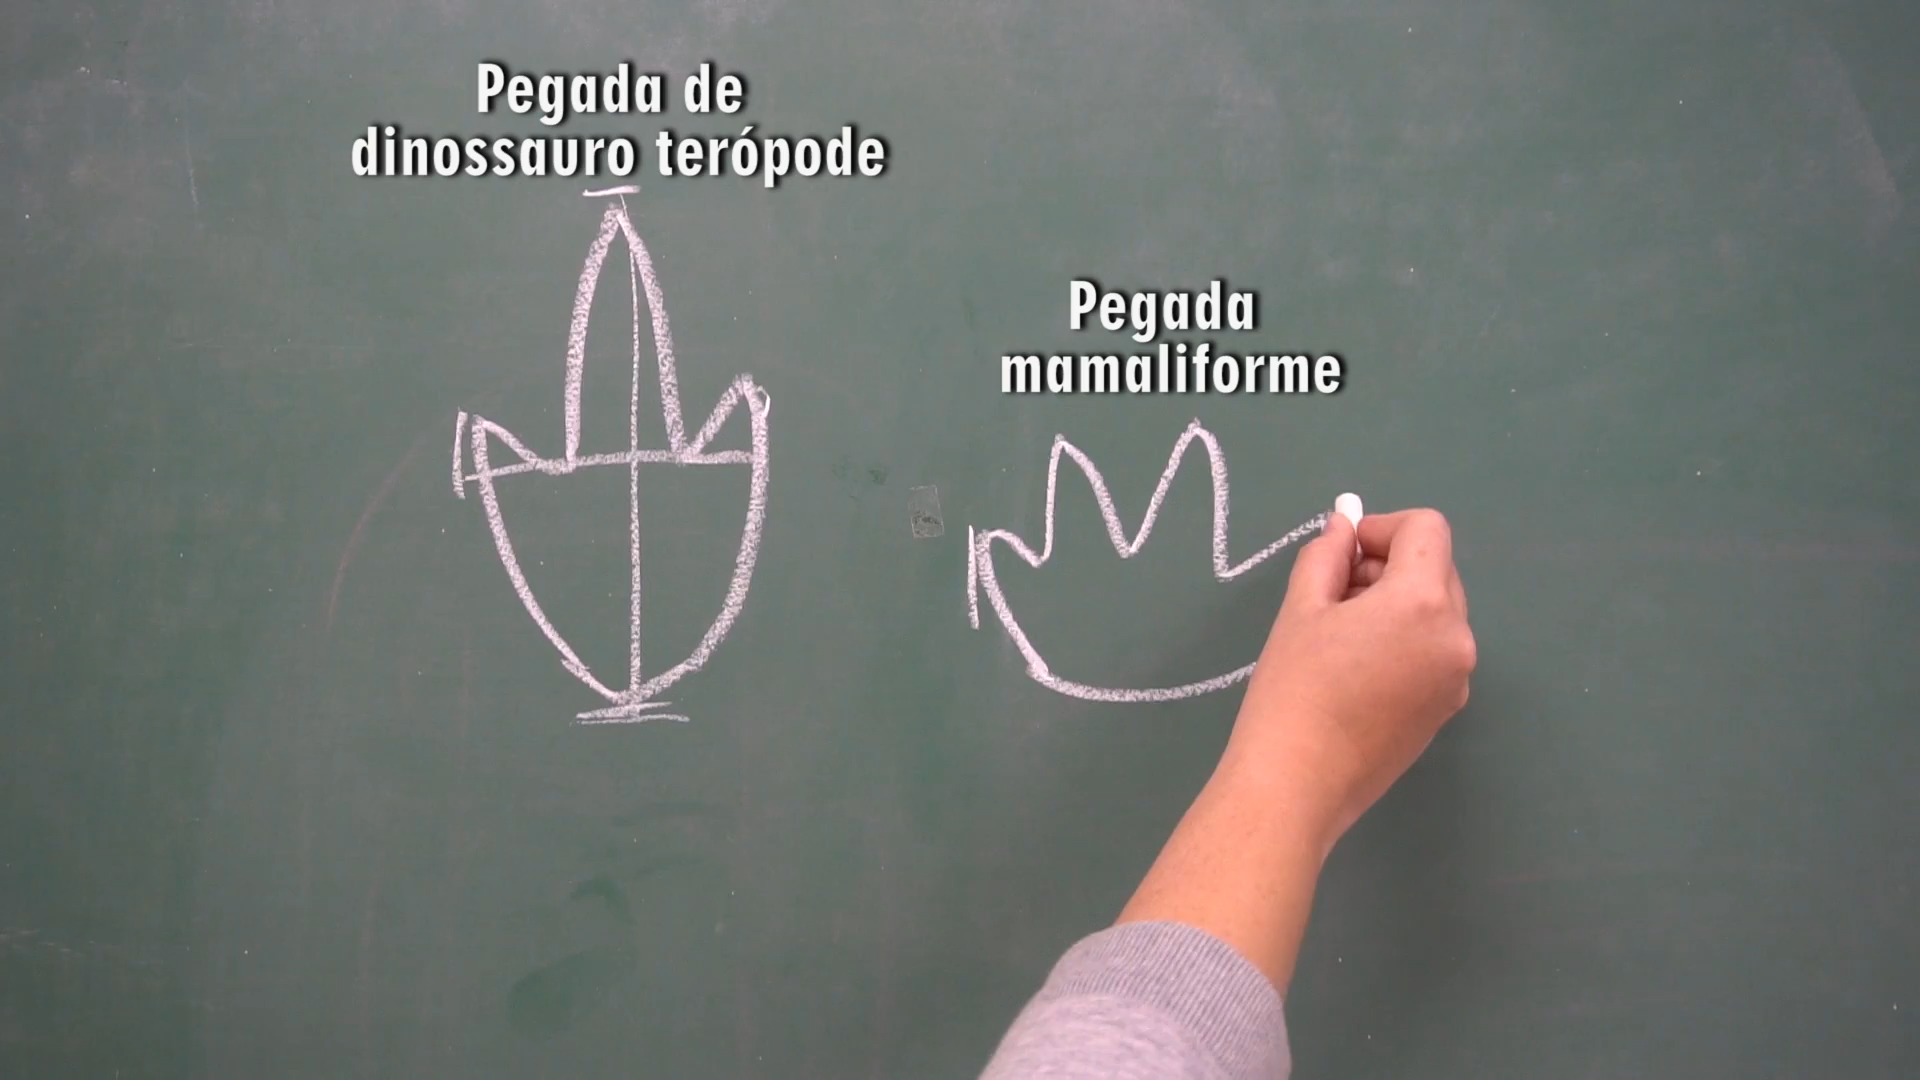 Pegada de
dinossauro terópode
Pegada
mamaliforme